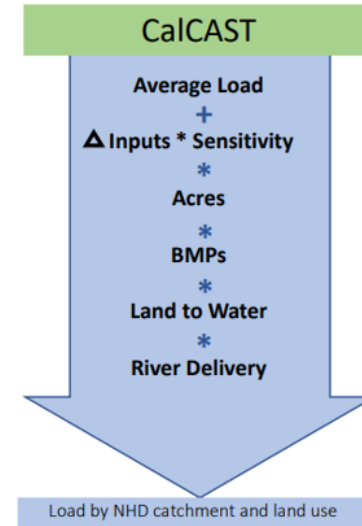 CalCAST
Average Load
+
Δ Inputs * Sensitivity
*
Acres
*
BMPs
*
Land to Water
*
River Delivery
Load by NHD catchment and land use